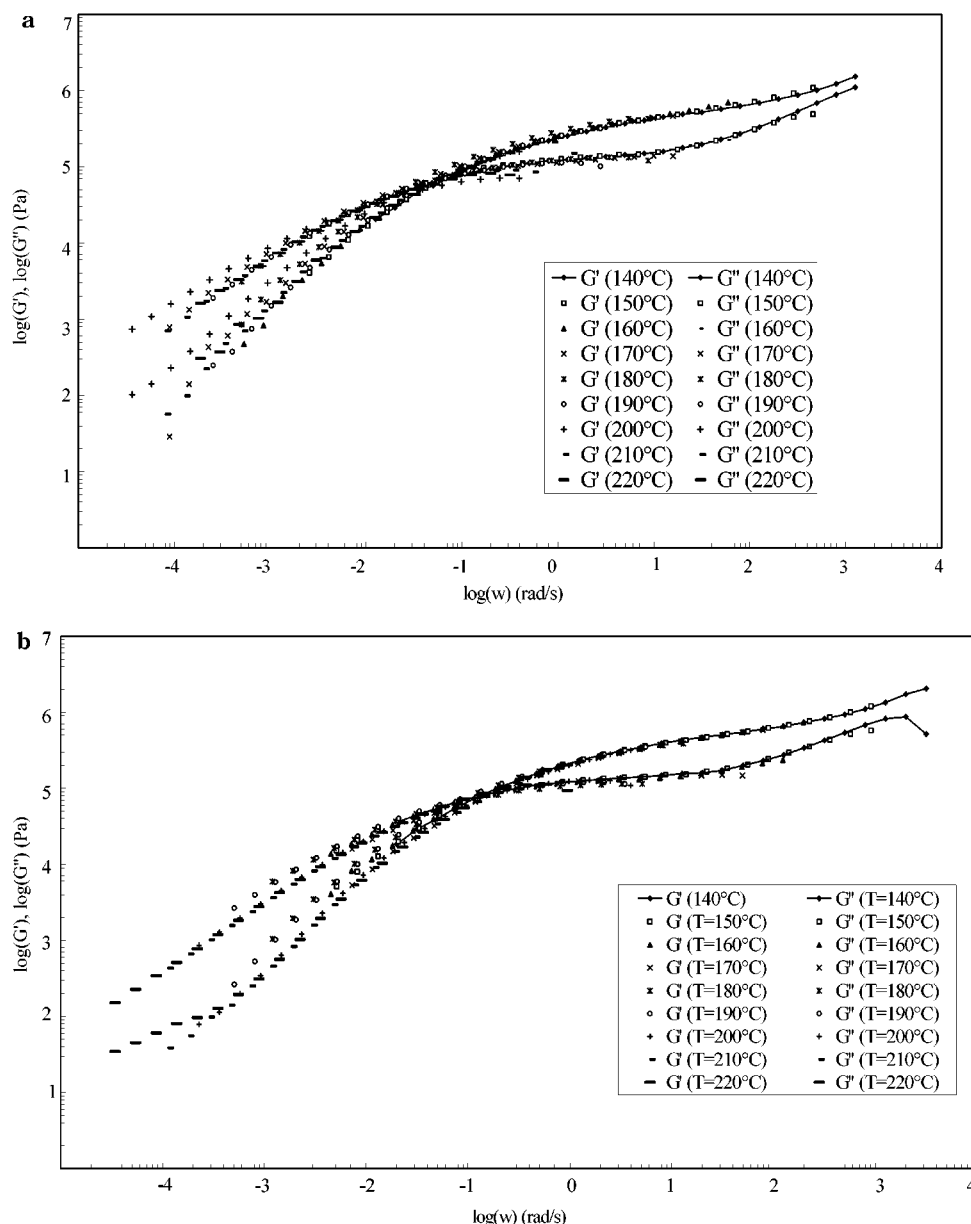 a
7
6
5
4
3
2
1
log(G'), log(G") (Pa)
G' (140°C) G" (140°C)
G' (150°C) G" (150°C)
G' (160°C) G" (160°C)
G' (170°C) G" (170°C)
G' (180°C) G" (180°C)
G' (190°C) G" (190°C)
G' (200°C) G" (200°C)
G' (210°C) G" (210°C)
G' (220°C) G" (220°C)
-4 -3 -2 -1 0 1 2 3 4
log(w) (rad/s)
b
7
6
5
4
3
2
1
log(G'), log(G") (Pa)
G' (140°C) G" (T=140°C)
G' (T=150°C) G" (T=150°C)
G' (T=160°C) G" (T=160°C)
G' (T=170°C) G" (T=170°C)
G' (T=180°C) G" (T=180°C)
G' (T=190°C) G" (T=190°C)
G' (T=200°C) G" (T=200°C)
G' (T=210°C) G" (T=210°C)
G' (T=220°C) G" (T=220°C)
-4 -3 -2 -1 0 1 2 3 4
log(w) (rad/s)